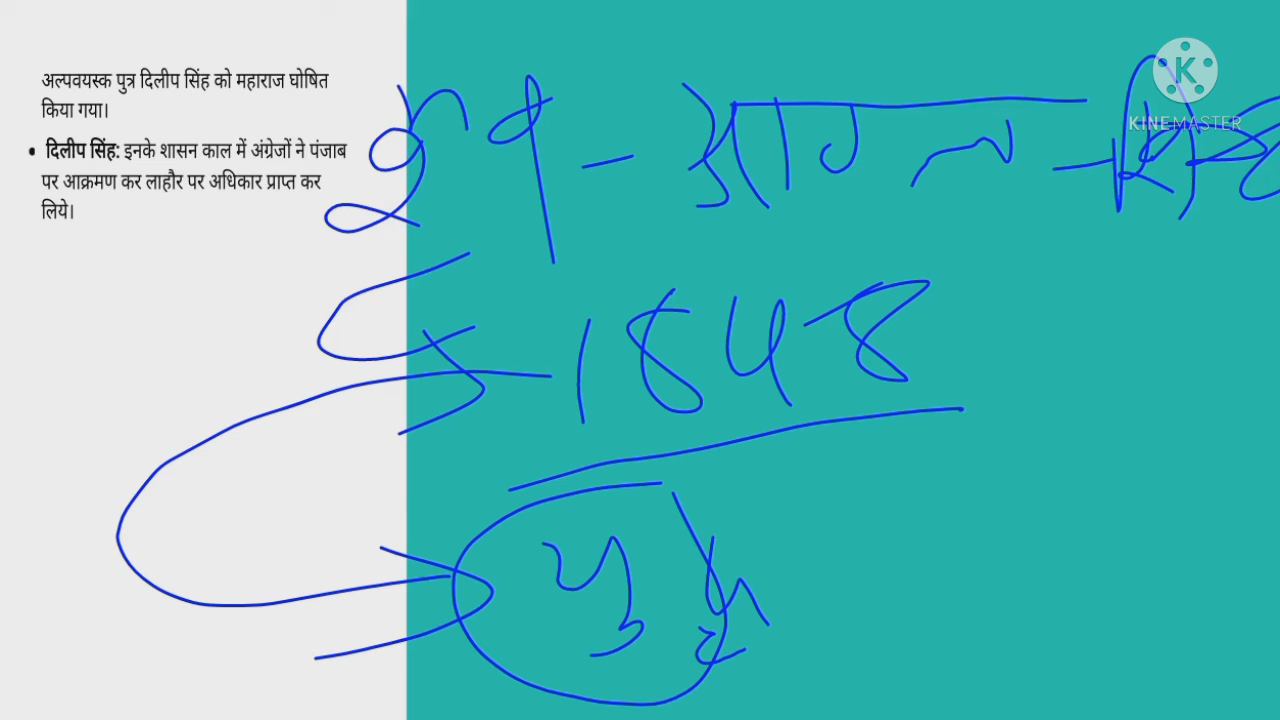 अल्पवयस्क पुत्र दिलीप सिंह को महाराज घोषित
किया गया।
• दिलीप सिंह: इनके शासन काल में अंग्रेजों ने पंजाब
पर आक्रमण कर लाहौर पर अधिकार प्राप्त कर
लिये।
KINEMASTER
1848